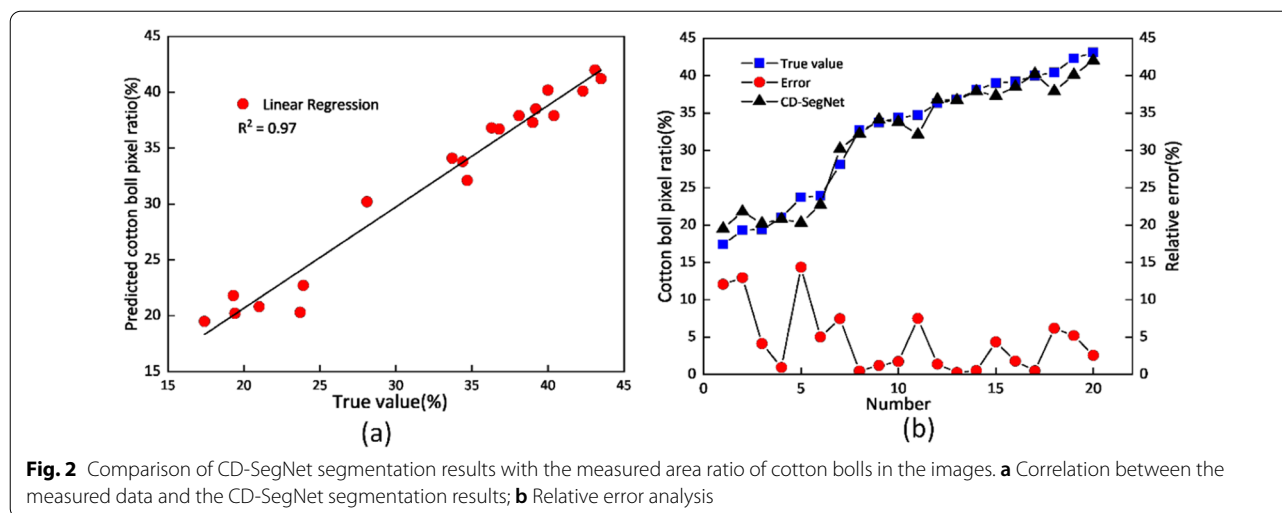 45
40
35
30
25
20
15
Predicted cotton boll pixel ratio(%)
Linear Regression
R² = 0.97
15 20 25 30 35 40 45
True value(%)
(a)
45
40
35
30
25
20
15
10
5
0
Cotton boll pixel ratio(%)
True value
Error
CD-SegNet
45
40
35
30
25
20
15
10
5
0
Relative error(%)
0 5 10 15 20
Number
(b)
Fig. 2 Comparison of CD-SegNet segmentation results with the measured area ratio of cotton bolls in the images. a Correlation between the
measured data and the CD-SegNet segmentation results; b Relative error analysis